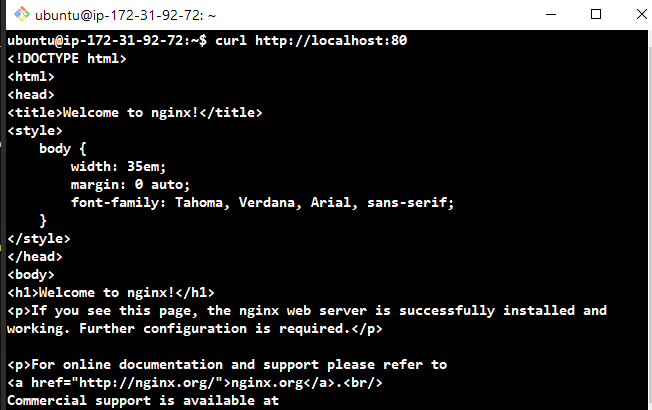 ubuntu@ip-172-31-92-72: ~
ubuntu@ip-172-31-92-72:~$ curl http://localhost:80
<!DOCTYPE html>
<html>
<head>
<title>Welcome to nginx!</title>
<style>
    body {
        width: 35em;
        margin: 0 auto;
        font-family: Tahoma, Verdana, Arial, sans-serif;
    }
</style>
</head>
<body>
<h1>Welcome to nginx!</h1>
<p>If you see this page, the nginx web server is successfully installed and
working. Further configuration is required.</p>

<p>For online documentation and support please refer to
<a href="http://nginx.org/">nginx.org</a>.<br/>
Commercial support is available at